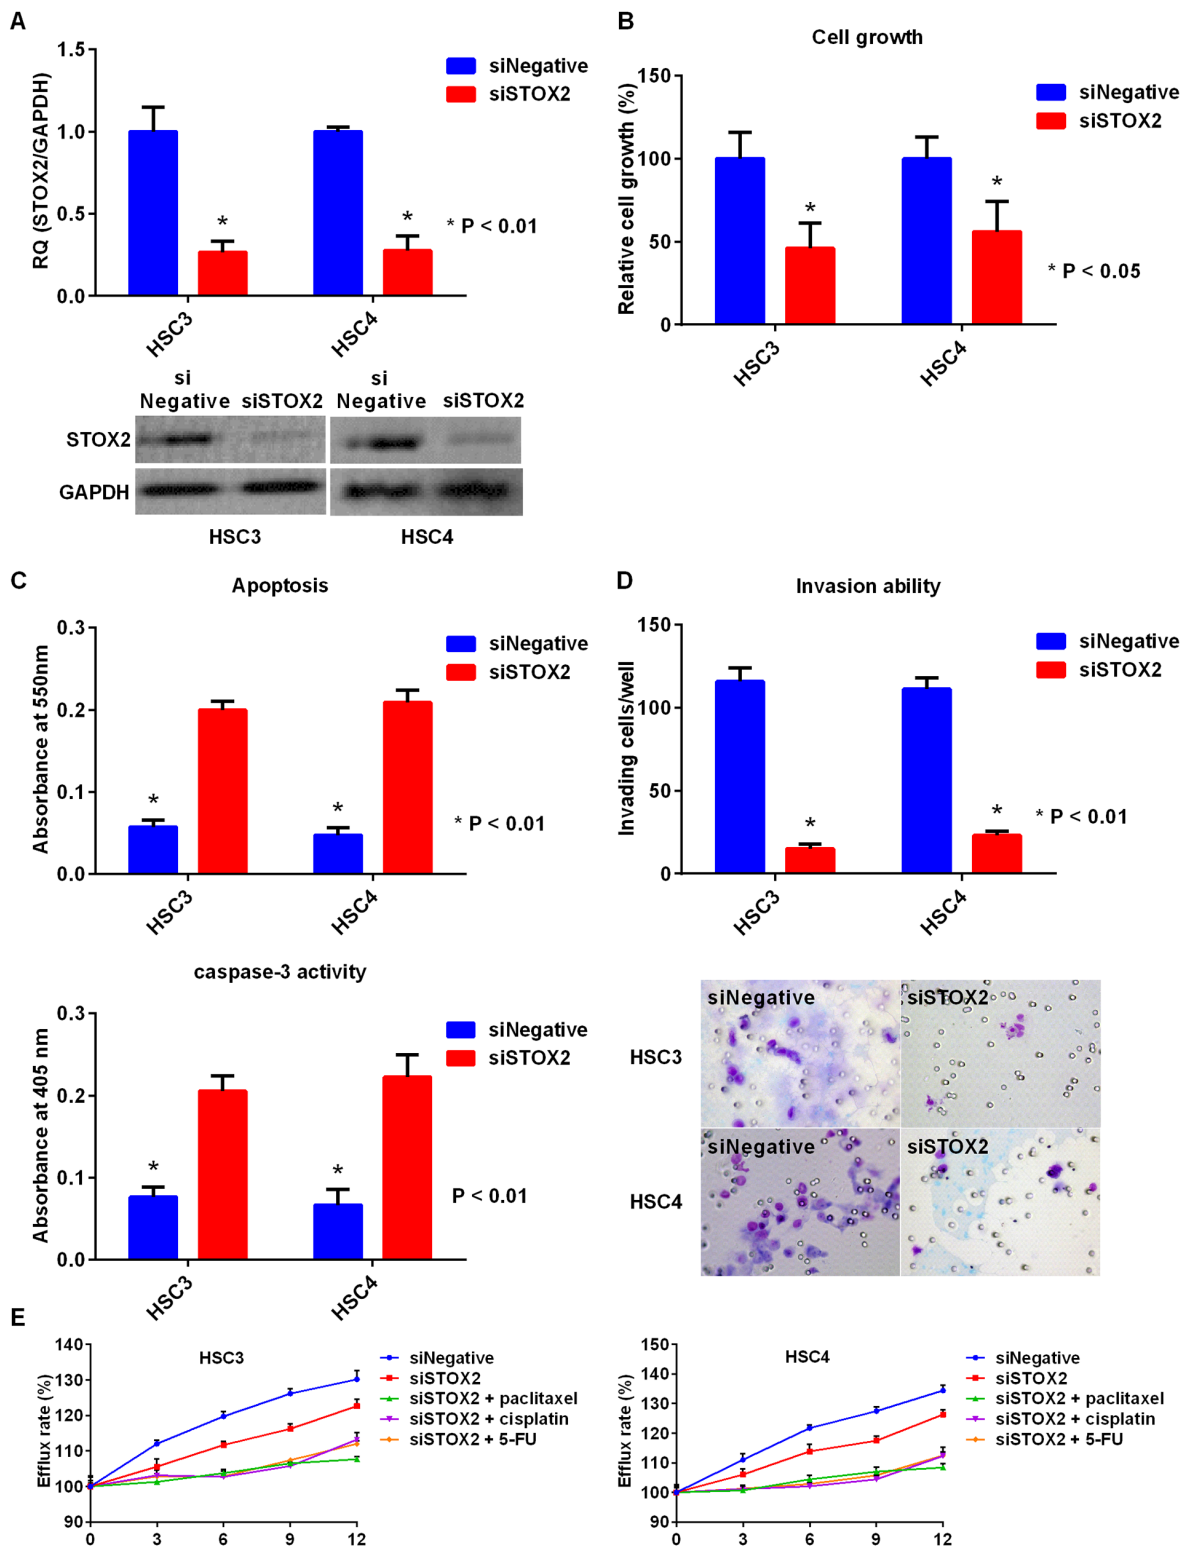 A
1.5
1.0
0.5
0.0
RQ (STOX2/GAPDH)
siNegative
siSTOX2
*
*
* P < 0.01
HSC3
HSC4
si
Negative
siSTOX2
si
Negative
siSTOX2
STOX2
GAPDH
HSC3
HSC4
B
Cell growth
150
100
50
0
Relative cell growth (%)
siNegative
siSTOX2
*
*
* P < 0.05
HSC3
HSC4
C
Apoptosis
0.3
0.2
0.1
0.0
Absorbance at 550nm
siNegative
siSTOX2
*
*
* P < 0.01
HSC3
HSC4
caspase-3 activity
0.3
0.2
0.1
0.0
Absorbance at 405 nm
siNegative
siSTOX2
*
*
P < 0.01
HSC3
HSC4
D
Invasion ability
150
100
50
0
Invading cells/well
siNegative
siSTOX2
*
*
* P < 0.01
HSC3
HSC4
siNegative
siSTOX2
HSC3
siNegative
siSTOX2
HSC4
E
HSC3
140
130
120
110
100
90
Efflux rate (%)
0 3 6 9 12
siNegative
siSTOX2
siSTOX2 + paclitaxel
siSTOX2 + cisplatin
siSTOX2 + 5-FU
HSC4
150
140
130
120
110
100
90
Efflux rate (%)
0 3 6 9 12
siNegative
siSTOX2
siSTOX2 + paclitaxel
siSTOX2 + cisplatin
siSTOX2 + 5-FU